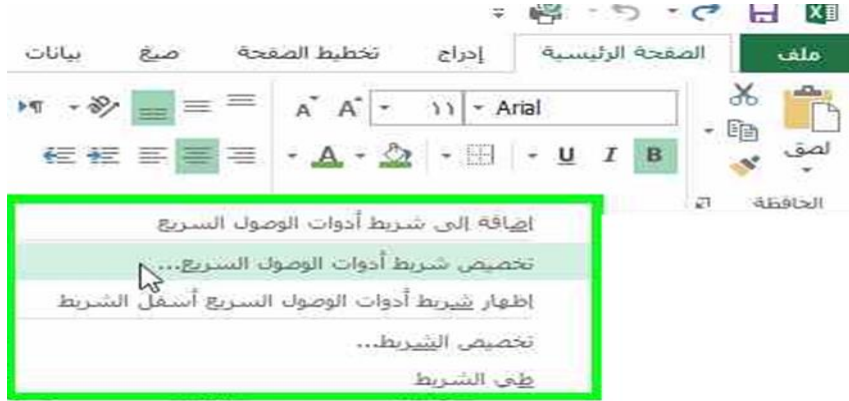 ملف الصفحة الرئيسية إدراج تخطيط الصفحة صيغ بيانات
Arial ١١ A A
لصق B I U A
الحافظة
إضافة إلى شريط أدوات الوصول السريع
تخصيص شريط أدوات الوصول السريع...
إظهار شريط أدوات الوصول السريع أسفل الشريط
تخصيص الشريط...
طي الشريط